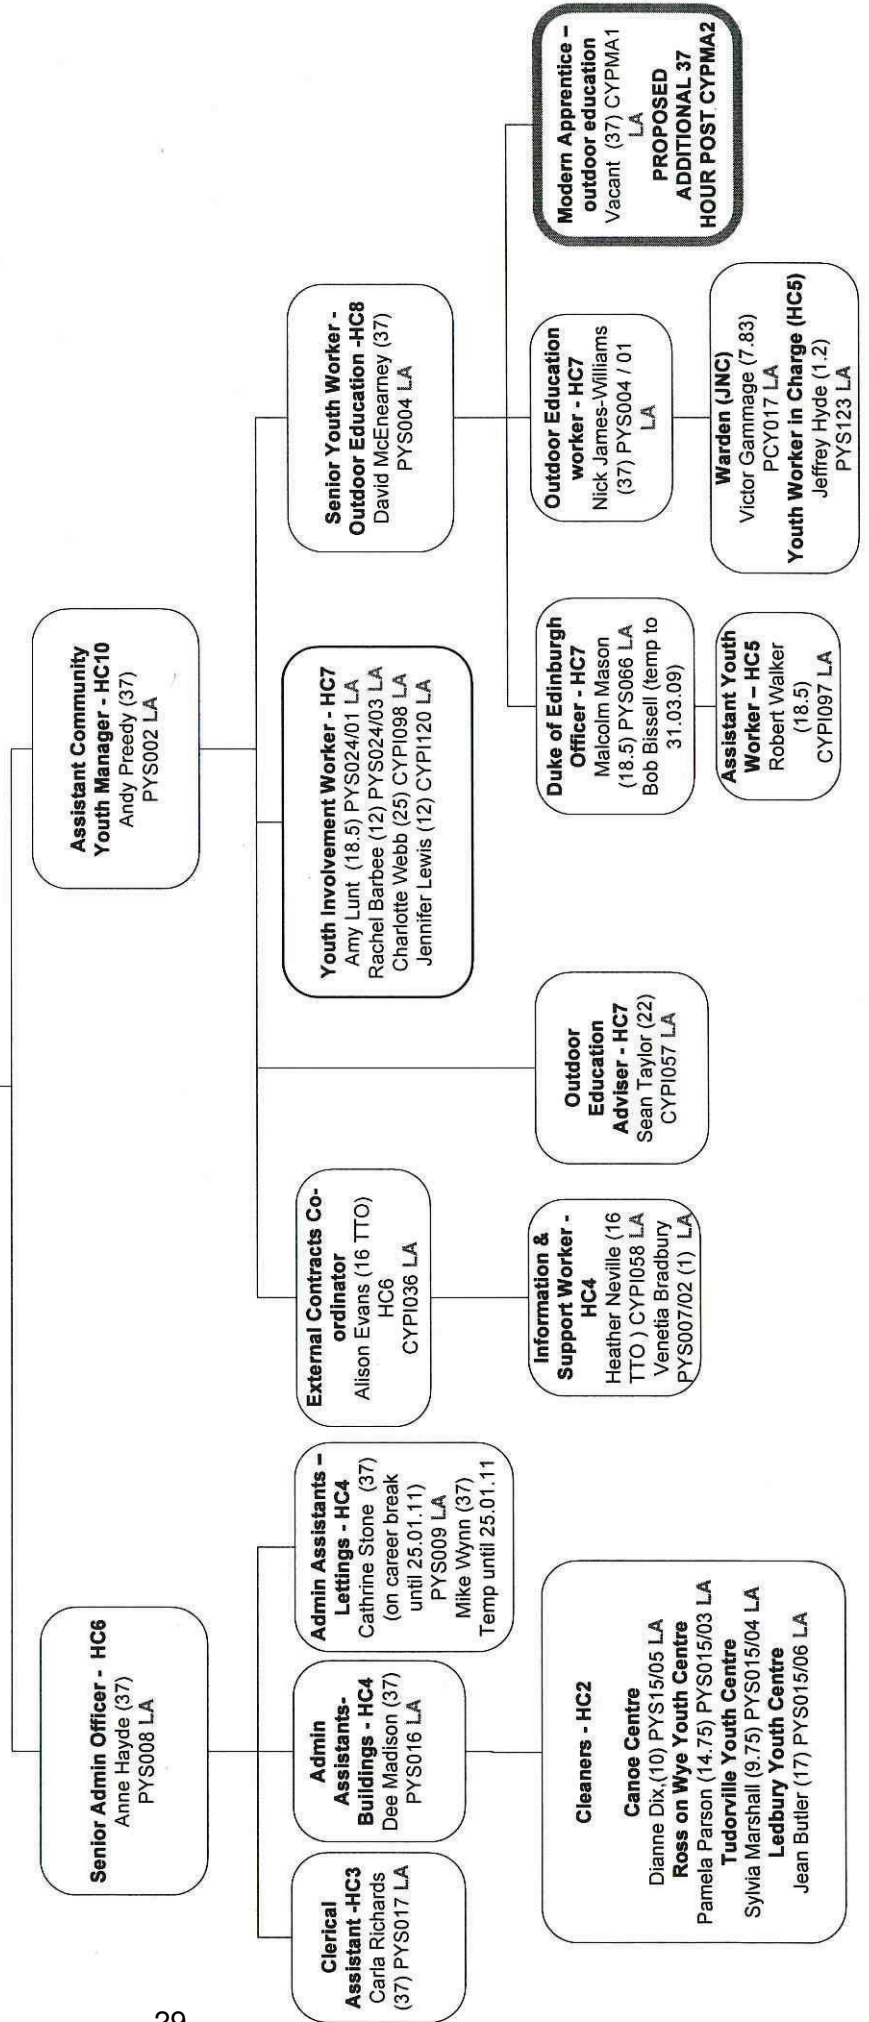 Senior Admin Officer - HC6
Anne Hayde (37)
PYS008 LA
Assistant Community
Youth Manager - HC10
Andy Preedy (37)
PYS002 LA
Clerical
Assistant -HC3
Carla Richards
(37) PYS017 LA
Admin
Assistants-
Buildings - HC4
Dee Madison (37)
PYS016 LA
Admin Assistants –
Lettings - HC4
Cathrine Stone (37)
(on career break
until 25.01.11)
PYS009 LA
Mike Wynn (37)
Temp until 25.01.11
External Contracts Co-
ordinator
Alison Evans (16 TTO)
HC6
CYPI036 LA
Youth Involvement Worker - HC7
Amy Lunt (18.5) PYS024/01 LA
Rachel Barbee (12) PYS024/03 LA
Charlotte Webb (25) CYPI098 LA
Jennifer Lewis (12) CYPI120 LA
Senior Youth Worker -
Outdoor Education -HC8
David McEnearney (37)
PYS004 LA
Cleaners - HC2
Canoe Centre
Dianne Dix,(10) PYS15/05 LA
Ross on Wye Youth Centre
Pamela Parson (14.75) PYS015/03 LA
Tudorville Youth Centre
Sylvia Marshall (9.75) PYS015/04 LA
Ledbury Youth Centre
Jean Butler (17) PYS015/06 LA
Information &
Support Worker -
HC4
Heather Neville (16
TTO ) CYPI058 LA
Venetia Bradbury
PYS007/02 (1) LA
Outdoor
Education
Adviser - HC7
Sean Taylor (22)
CYPI057 LA
Duke of Edinburgh
Officer - HC7
Malcolm Mason
(18.5) PYS066 LA
Bob Bissell (temp to
31.03.09)
Outdoor Education
worker - HC7
Nick James-Williams
(37) PYS004 / 01
LA
Modern Apprentice –
outdoor education
Vacant (37) CYPMA1
LA
PROPOSED
ADDITIONAL 37
HOUR POST CYPMA2
Assistant Youth
Worker – HC5
Robert Walker
(18.5)
CYPI097 LA
Warden (JNC)
Victor Gammage (7.83)
PCY017 LA
Youth Worker in Charge (HC5)
Jeffrey Hyde (1.2)
PYS123 LA
29